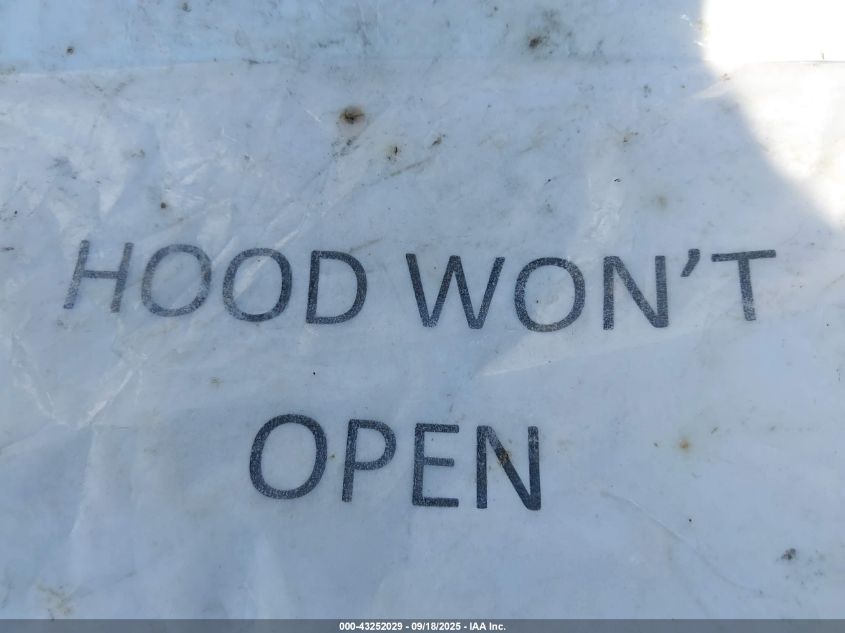 HOOD WON'T
OPEN
000-43252029 - 09/18/2025 - IAA Inc.